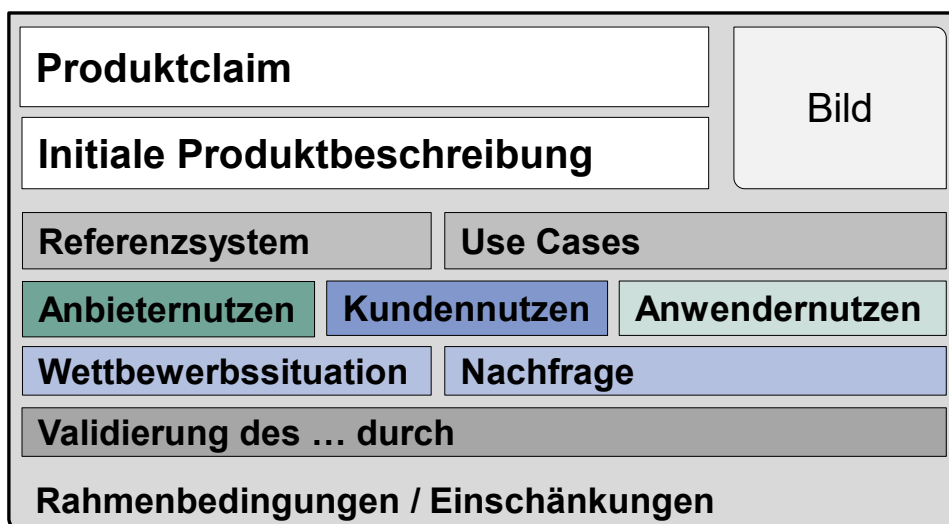 Produktclaim
Bild
Initiale Produktbeschreibung
Referenzsystem
Use Cases
Anbieternutzen
Kundennutzen
Anwendernutzen
Wettbewerbssituation
Nachfrage
Validierung des … durch
Rahmenbedingungen / Einschänkungen